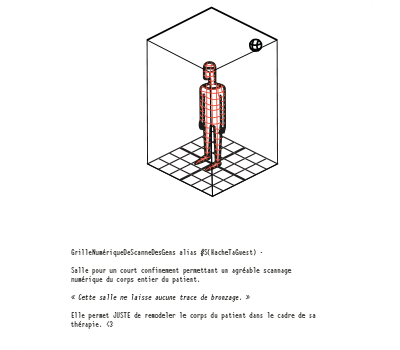 GrilleNumériqueDeScanneDesGens alias #S(HacheTaGuest) -
Salle pour un court confinement permettant un agréable scannage
numérique du corps entier du patient.
« Cette salle ne laisse aucune trace de bronzage. »
Elle permet JUSTE de remodeler le corps du patient dans le cadre de sa
thérapie. <3